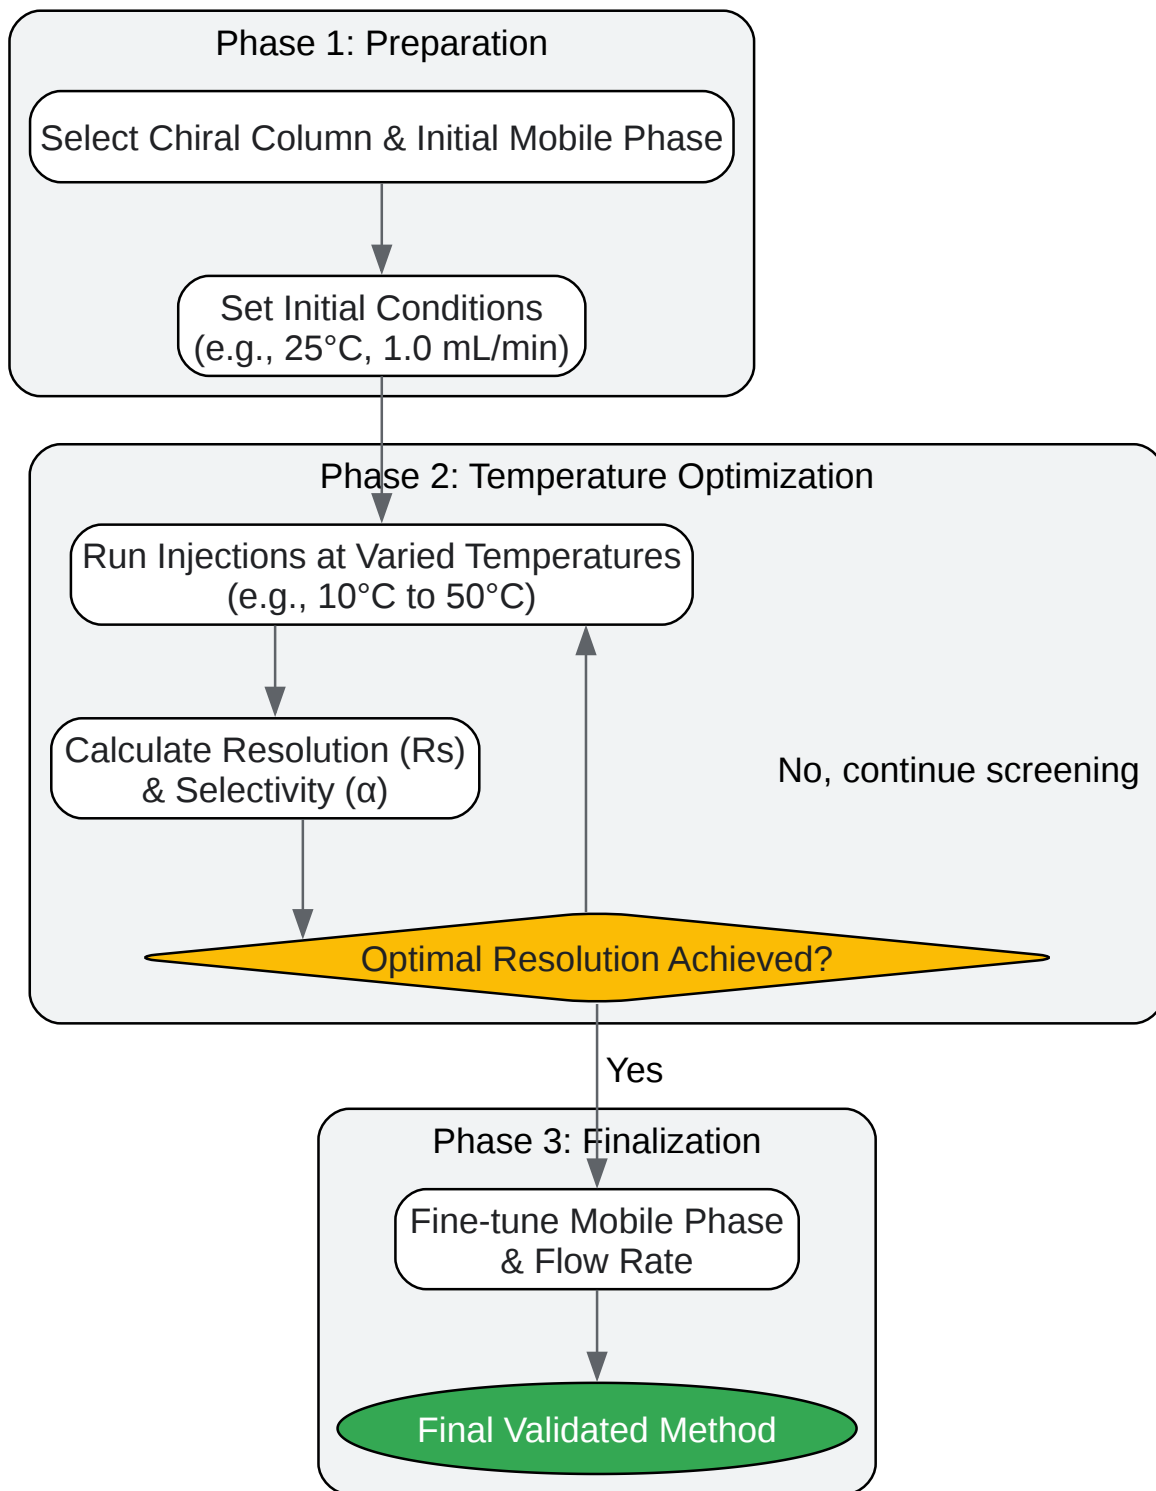 Phase 1: Preparation
Select Chiral Column & Initial Mobile Phase
Set Initial Conditions
(e.g., 25°C, 1.0 mL/min)
Phase 2: Temperature Optimization
Run Injections at Varied Temperatures
(e.g., 10°C to 50°C)
Calculate Resolution (Rs)
& Selectivity (α)
No, continue screening
Optimal Resolution Achieved?
Yes
Phase 3: Finalization
Fine-tune Mobile Phase
& Flow Rate
Final Validated Method